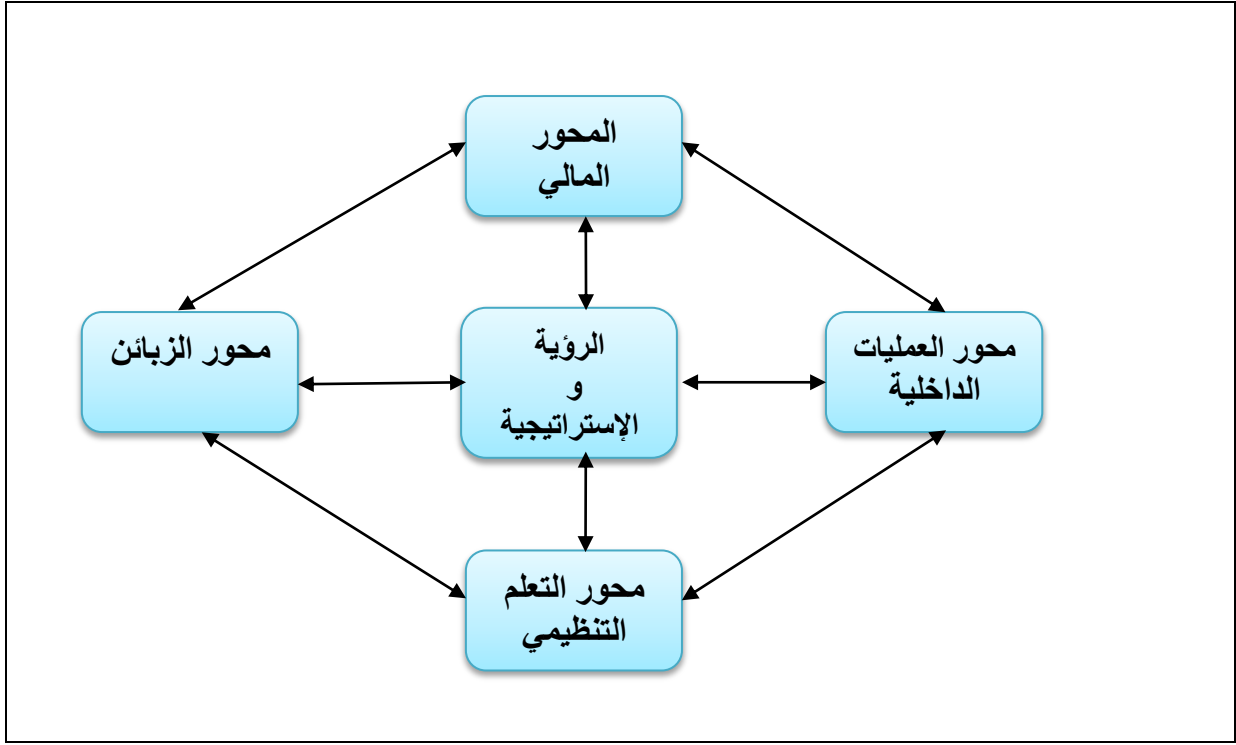 المحور
المالي
محور العمليات
الداخلية
الرؤية
و
الإستراتيجية
محور الزبائن
محور التعلم
التنظيمي